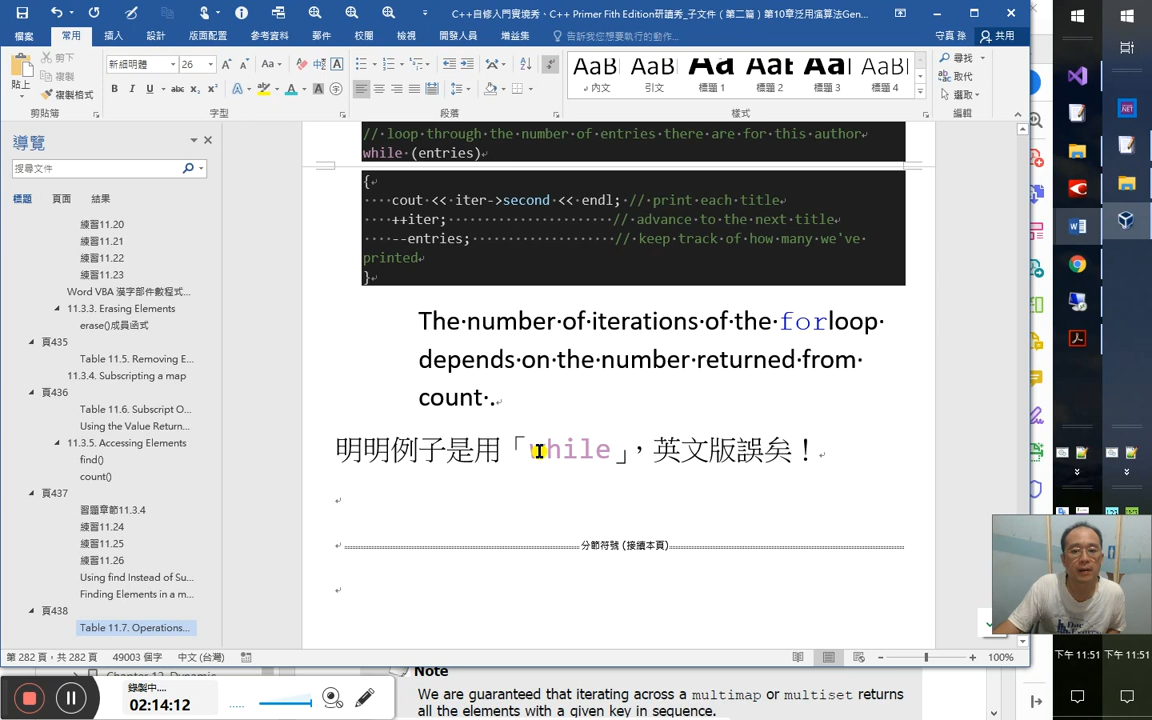 C++自修入門實境秀、C++ Primer Fith Edition研讀秀_子文件（第二篇）第10章泛用演算法Gen...
檔案 常用 插入 設計 版面配置 參考資料 郵件 校閱 檢視 開發人員 增益集 告訴我您想要執行的動作... 守真 孫 共用
貼上 剪下 複製 複製格式 新細明體 26
AaB AaB AaB AaB AaB AaB
內文 引文 標題 1 標題 2 標題 3 標題 4
尋找 取代 選取
剪貼簿 字型 樣式 編輯
導覽
搜尋文件
標題 頁面 結果
練習11.20
練習11.21
練習11.22
練習11.23
Word VBA 漢字部件數程式...
11.3.3. Erasing Elements
erase()成員函式
頁435
Table 11.5. Removing E...
11.3.4. Subscripting a map
頁436
Table 11.6. Subscript O...
Using the Value Return...
11.3.5. Accessing Elements
find()
count()
頁437
習題章節11.3.4
練習11.24
練習11.25
練習11.26
Using find Instead of Su...
Finding Elements in a m...
頁438
Table 11.7. Operations...
// loop through the number of entries there are for this author
while (entries)
{
cout << iter->second << endl; // print each title
++iter; // advance to the next title
--entries; // keep track of how many we've
printed
}
The number of iterations of the for loop
depends on the number returned from
count .
明明例子是用「while」，英文版誤矣！
分節符號 (接續本頁)
第 282 頁，共 282 頁 49003 個字 中文 (台灣) 100%
Note
We are guaranteed that iterating across a multimap or multiset returns
all the elements with a given key in sequence.
錄製中....
02:14:12
下午 11:51 下午 11:51